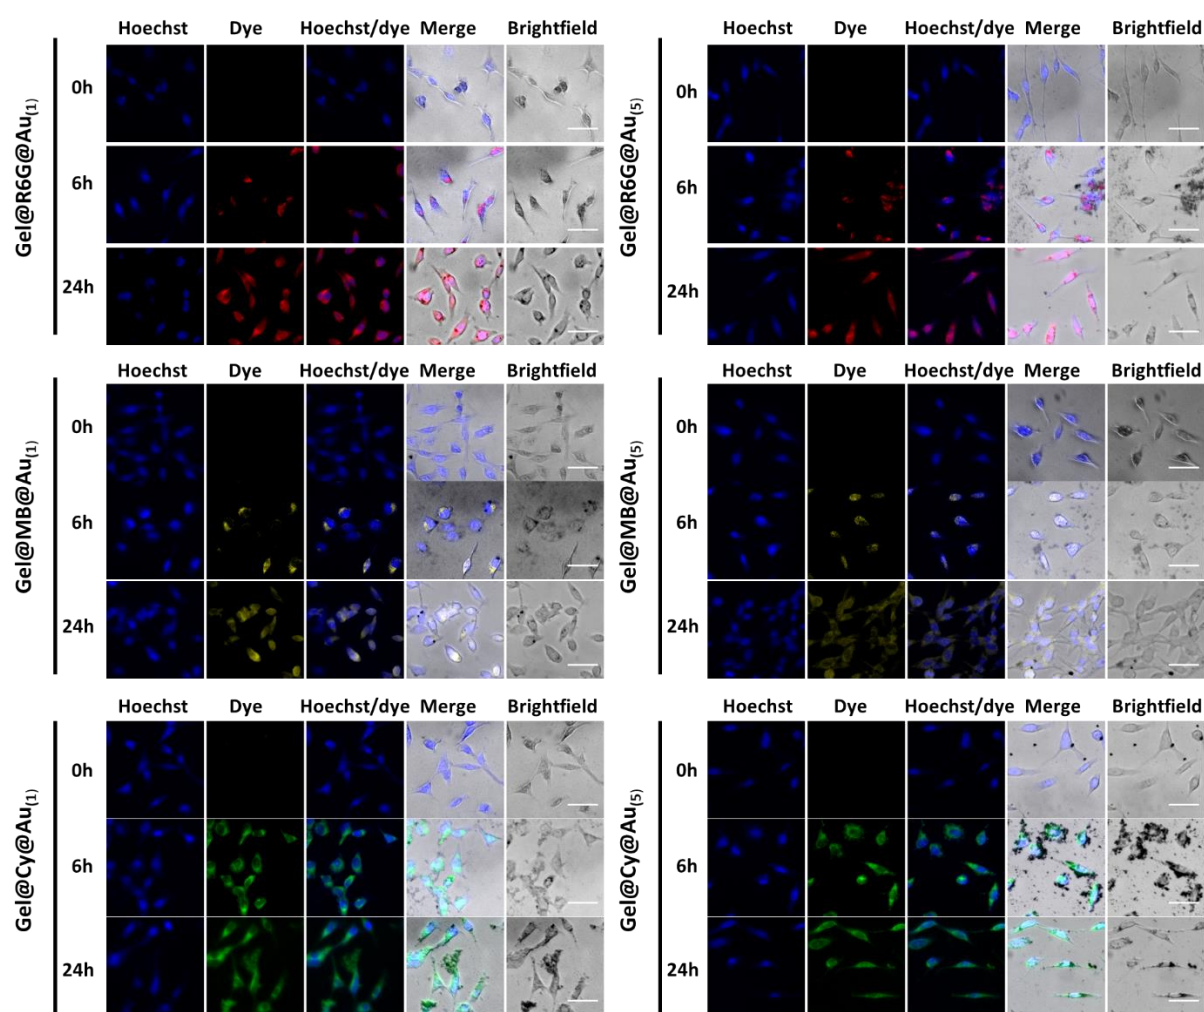 Hoechst Dye Hoechst/dye Merge Brightfield
Gel@R6G@Au(1)
0h
6h
24h
Hoechst Dye Hoechst/dye Merge Brightfield
Gel@R6G@Au(5)
0h
6h
24h
Hoechst Dye Hoechst/dye Merge Brightfield
Gel@MB@Au(1)
0h
6h
24h
Hoechst Dye Hoechst/dye Merge Brightfield
Gel@MB@Au(5)
0h
6h
24h
Hoechst Dye Hoechst/dye Merge Brightfield
Gel@Cy@Au(1)
0h
6h
24h
Hoechst Dye Hoechst/dye Merge Brightfield
Gel@Cy@Au(5)
0h
6h
24h